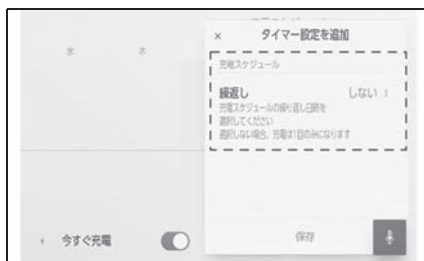 × タイマー設定を追加
水 木
充電スケジュール
繰返し しない
充電スケジュールの繰り返し日時を
選択してください
選択しない場合、充電は1回のみになります
今すぐ充電
保存